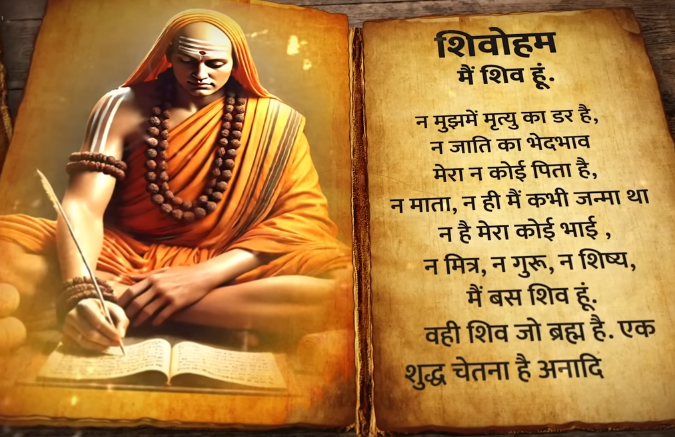 शिवोहम
मैं शिव हूं.
न मुझमें मृत्यु का डर है,
न जाति का भेदभाव
मेरा न कोई पिता है,
न माता, न ही मैं कभी जन्मा था
न है मेरा कोई भाई ,
न मित्र, न गुरू, न शिष्य,
मैं बस शिव हूं.
वही शिव जो ब्रह्म है. एक
शुद्ध चेतना है अनादि